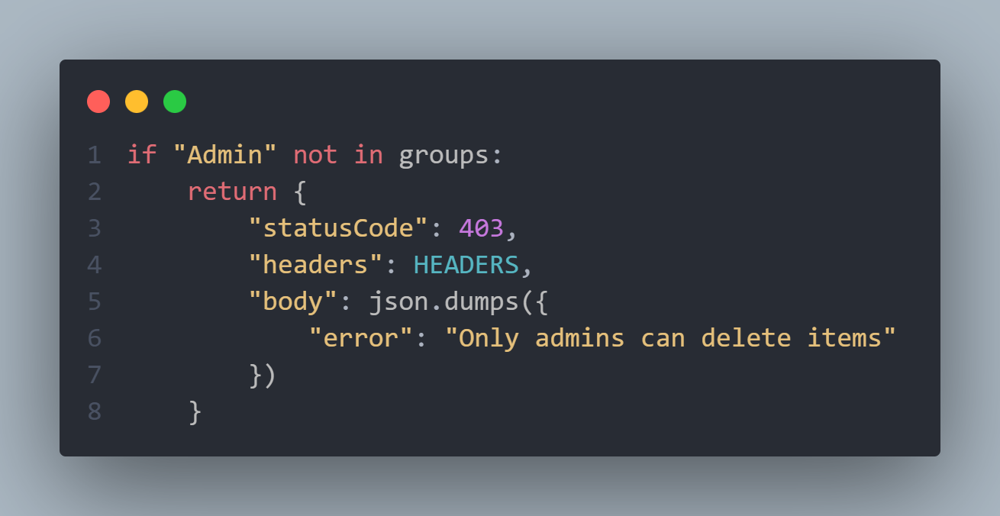 1 if "Admin" not in groups:
2     return {
3         "statusCode": 403,
4         "headers": HEADERS,
5         "body": json.dumps({
6             "error": "Only admins can delete items"
7         })
8     }